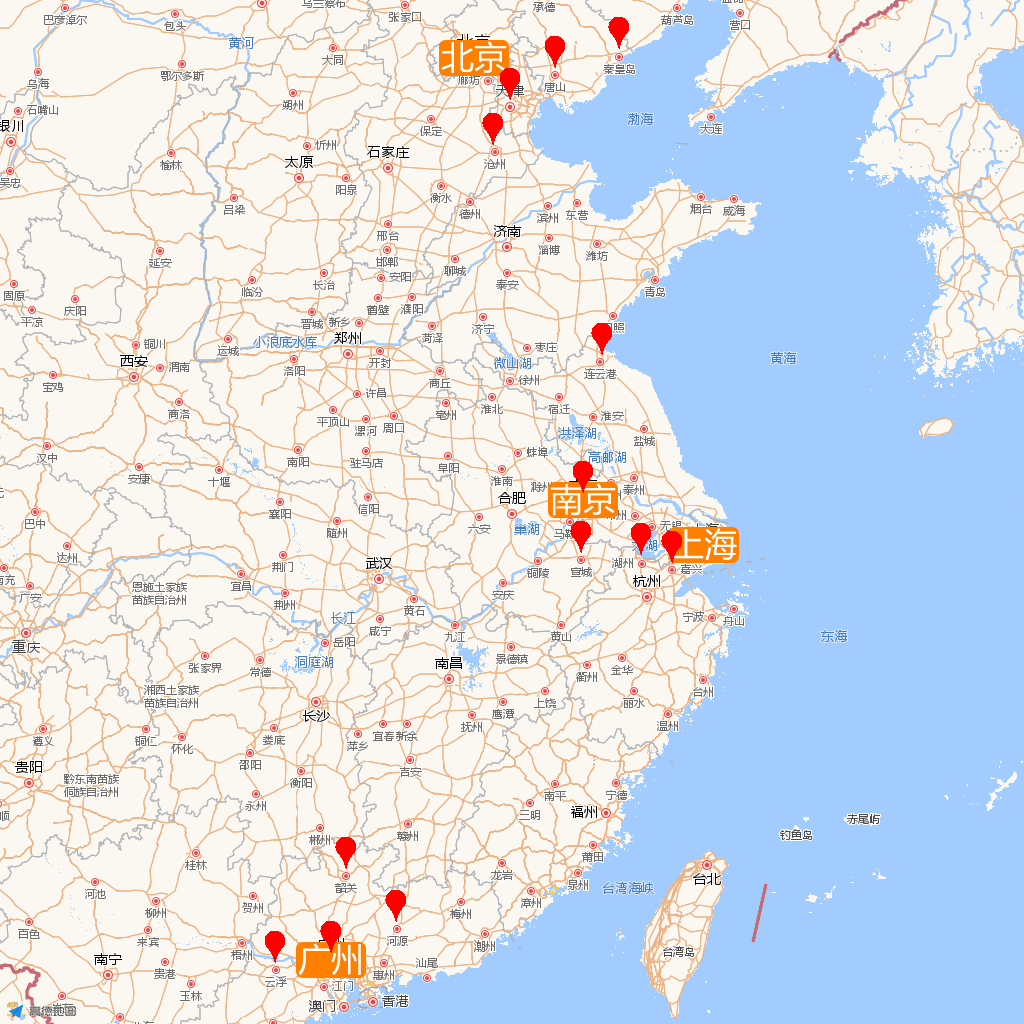 巴彦淖尔
包头
乌兰察布
张家口
承德
葫芦岛
营口
黄河
大同
北京
秦皇岛
唐山
鄂尔多斯
乌海
廊坊
天津
朔州
石嘴山
银川
保定
渤海
大连
忻州
太原
石家庄
沧州
榆林
吴忠
阳泉
衡水
德州
滨州
东营
烟台
威海
吕梁
济南
邢台
淄博
潍坊
延安
邯郸
聊城
安阳
泰安
青岛
固原
庆阳
临汾
长治
鹤壁
濮阳
平凉
晋城
新乡
菏泽
济宁
铜川
运城
小浪底水库
郑州
枣庄
黄海
西安
渭南
洛阳
开封
微山湖
连云港
宝鸡
商丘
徐州
商洛
平顶山
许昌
亳州
淮北
宿迁
淮安
漯河
周口
洪泽湖
盐城
汉中
南阳
驻马店
阜阳
蚌埠
高邮湖
安康
十堰
淮南
滁州
泰州
襄阳
信阳
合肥
南京
巴中
随州
六安
巢湖
无锡
上海
达州
荆门
武汉
铜陵
宣城
湖州
嘉兴
南充
广安
恩施土家族
苗族自治州
宜昌
荆州
黄石
安庆
杭州
长江
咸宁
九江
黄山
宁波
舟山
重庆
岳阳
东海
洞庭湖
张家界
常德
南昌
景德镇
衢州
金华
湘西土家族
苗族自治州
台州
上饶
丽水
长沙
鹰潭
抚州
温州
遵义
铜仁
怀化
娄底
萍乡
宜春
新余
贵阳
邵阳
吉安
黔东南苗族
侗族自治州
衡阳
南平
宁德
永州
三明
福州
赤尾屿
钓鱼岛
郴州
赣州
桂林
莆田
韶关
龙岩
泉州
台湾海峡
台北
河池
贺州
漳州
柳州
梅州
百色
来宾
河源
潮州
梧州
台湾岛
南宁
贵港
广州
云浮
惠州
汕尾
玉林
江门
澳门
香港
高德地图